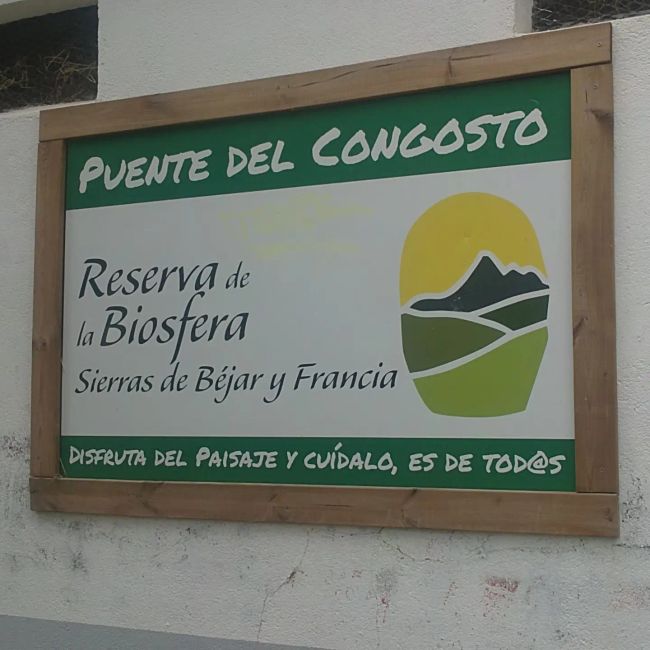 PUENTE DEL CONGOSTO
Reserva de
la Biosfera
Sierras de Béjar y Francia
DISFRUTA DEL PAISAJE Y CUÍDALO, ES DE TOD@S